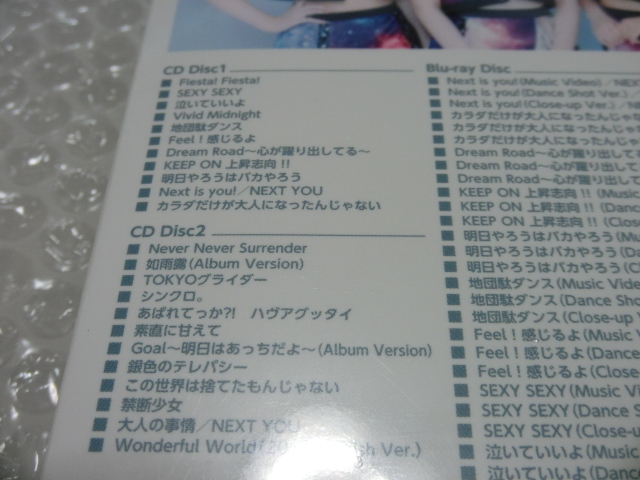 CD Disc1
Fiesta! Fiesta!
SEXY SEXY
泣いていいよ
Vivid Midnight
地団駄ダンス
Feel！感じるよ
Dream Road～心が躍り出してる～
KEEP ON 上昇志向！！
明日やろうはバカやろう
Next is you!／NEXT YOU
カラダだけが大人になったんじゃない
CD Disc2
Never Never Surrender
如雨露(Album Version)
TOKYOグライダー
シンクロ。
あばれてっか?!　ハヴアグッタイ
素直に甘えて
Goal～明日はあっちだよ～(Album Version)
銀色のテレパシー
この世界は捨てたもんじゃない
禁断少女
大人の事情／NEXT YOU
Wonderful World Ver.)
Blu-ray Disc
Next is you!(Music Video)／NE
Next is you!(Dance Shot Ver.)／
Next is you!(Close-up Ver.)／N
カラダだけが大人になったんじゃ
カラダだけが大人になったんじゃ
カラダだけが大人になったんじゃ
Dream Road～心が躍り出してる
Dream Road～心が躍り出してる
Dream Road～心が躍り出してる
KEEP ON 上昇志向！！(Music
KEEP ON 上昇志向！！(Dan
KEEP ON 上昇志向！！(Close
明日やろうはバカやろう(Mus
明日やろうはバカやろう(Da
明日やろうはバカやろう(C
地団駄ダンス(Music Vide
地団駄ダンス(Dance Sho
地団駄ダンス(Close-up V
Feel！感じるよ(Music
Feel！感じるよ(Danc
Feel！感じるよ(Clos
SEXY SEXY(Music V
SEXY SEXY(Dance S
SEXY SEXY(Close-u
泣いていいよ(Music
泣いていいよ(Dance